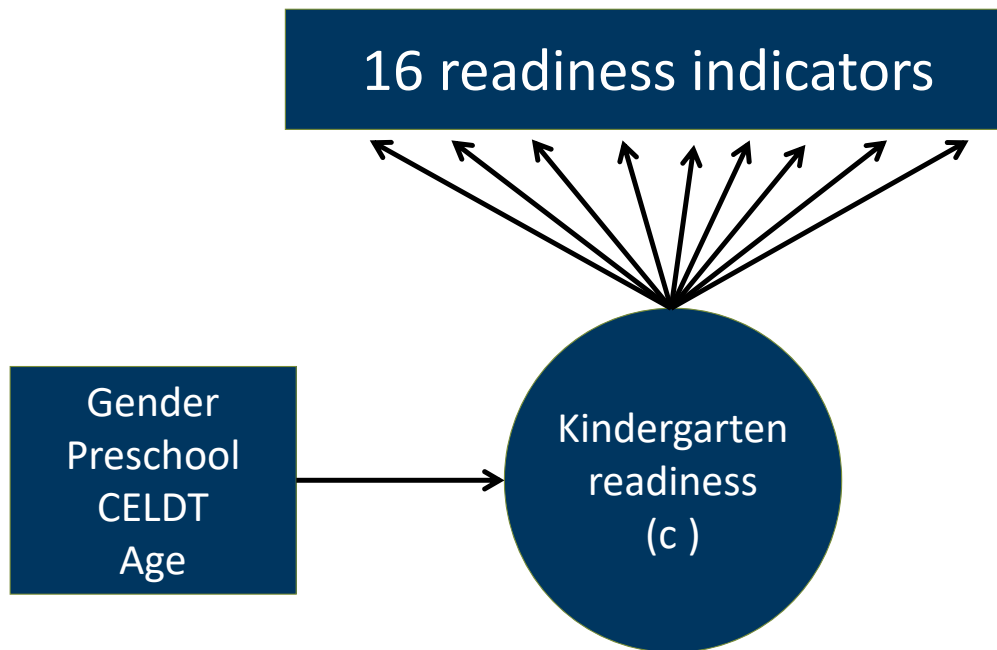 16 readiness indicators
Gender
Preschool
CELDT
Age
Kindergarten
readiness
(c )